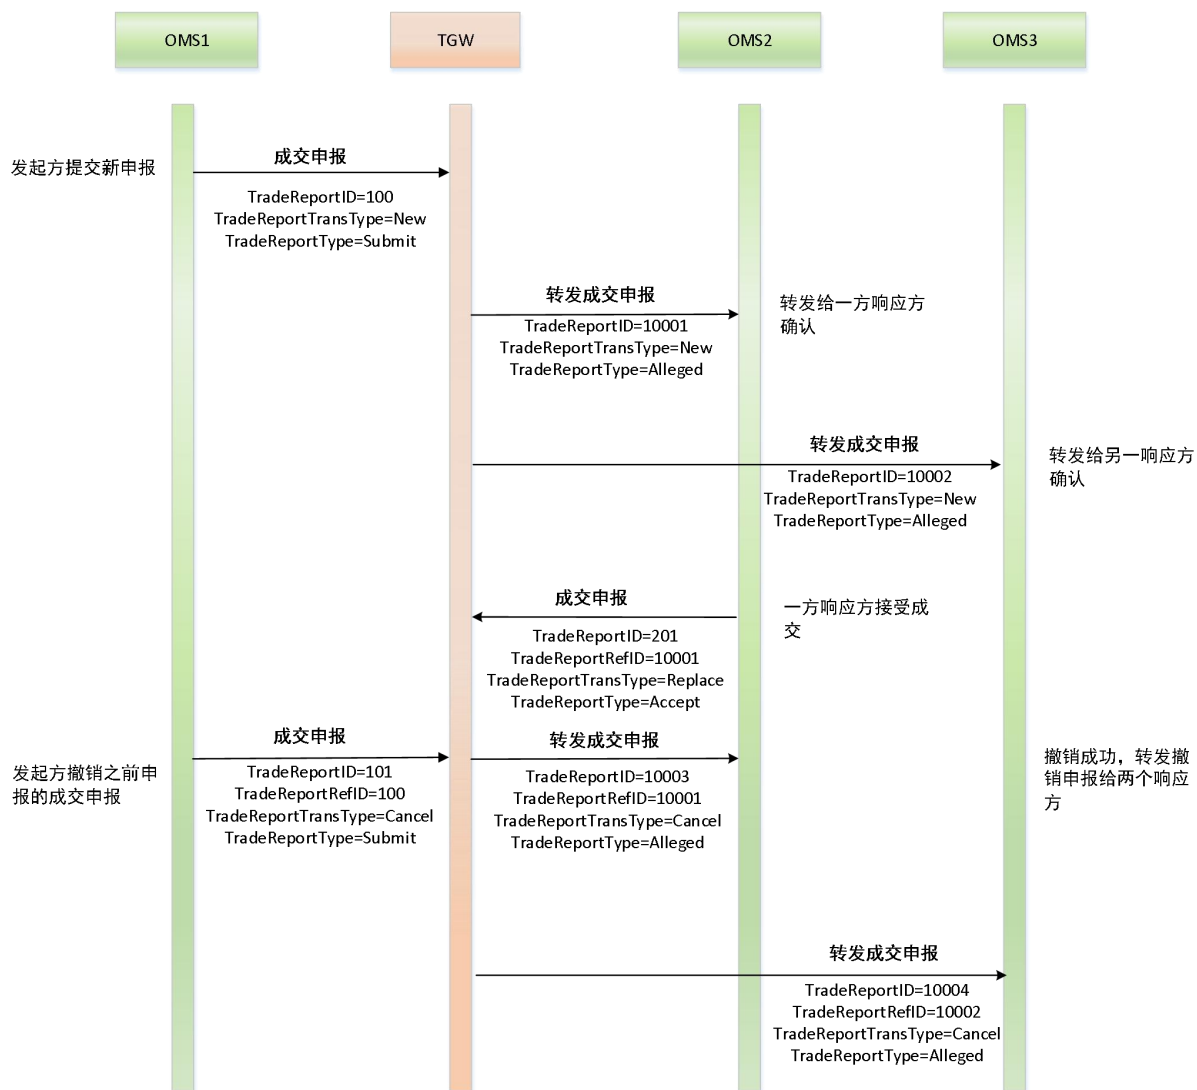 OMS1
TGW
OMS2
OMS3
发起方提交新申报
成交申报
TradeReportID=100
TradeReportTransType=New
TradeReportType=Submit
转发成交申报
TradeReportID=10001
TradeReportTransType=New
TradeReportType=Alleged
转发给一方响应方
确认
转发成交申报
TradeReportID=10002
TradeReportTransType=New
TradeReportType=Alleged
转发给另一响应方
确认
成交申报
TradeReportID=201
TradeReportRefID=10001
TradeReportTransType=Replace
TradeReportType=Accept
一方响应方接受成
交
发起方撤销之前申
报的成交申报
成交申报
TradeReportID=101
TradeReportRefID=100
TradeReportTransType=Cancel
TradeReportType=Submit
转发成交申报
TradeReportID=10003
TradeReportRefID=10001
TradeReportTransType=Cancel
TradeReportType=Alleged
撤销成功，转发撤
销申报给两个响应
方
转发成交申报
TradeReportID=10004
TradeReportRefID=10002
TradeReportTransType=Cancel
TradeReportType=Alleged